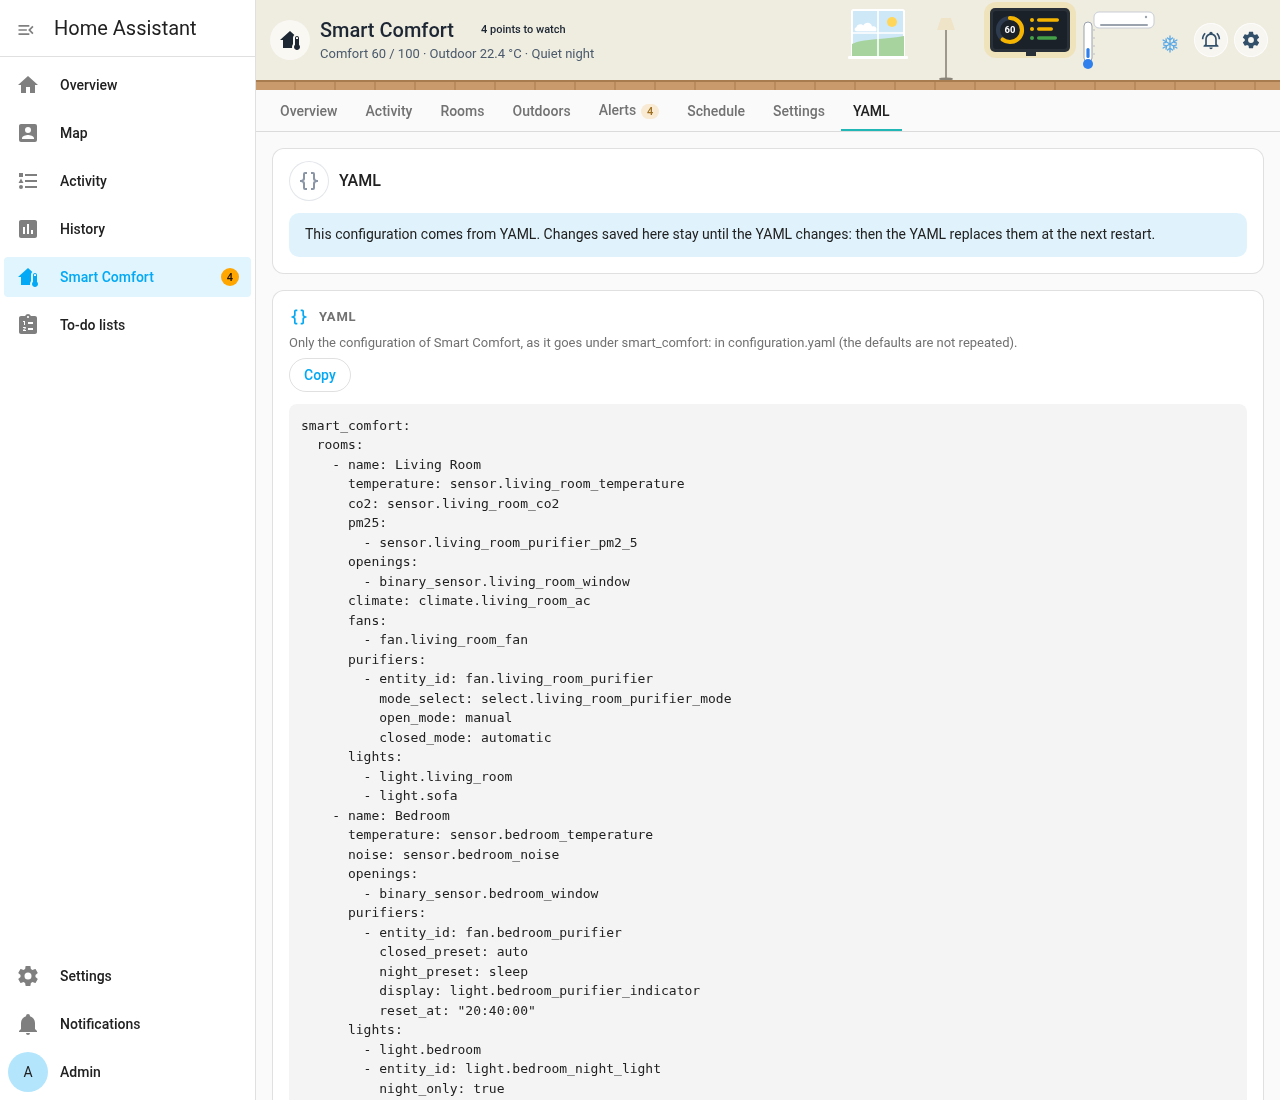 Home Assistant
Overview
Map
Activity
History
Smart Comfort 4
To-do lists
Settings
Notifications
A Admin
Smart Comfort 4 points to watch
Comfort 60 / 100 · Outdoor 22.4 °C · Quiet night
60
Overview Activity Rooms Outdoors Alerts 4 Schedule Settings YAML
{} YAML
This configuration comes from YAML. Changes saved here stay until the YAML changes: then the YAML replaces them at the next restart.
{} YAML
Only the configuration of Smart Comfort, as it goes under smart_comfort: in configuration.yaml (the defaults are not repeated).
Copy
smart_comfort:
  rooms:
    - name: Living Room
      temperature: sensor.living_room_temperature
      co2: sensor.living_room_co2
      pm25:
        - sensor.living_room_purifier_pm2_5
      openings:
        - binary_sensor.living_room_window
      climate: climate.living_room_ac
      fans:
        - fan.living_room_fan
      purifiers:
        - entity_id: fan.living_room_purifier
          mode_select: select.living_room_purifier_mode
          open_mode: manual
          closed_mode: automatic
      lights:
        - light.living_room
        - light.sofa
    - name: Bedroom
      temperature: sensor.bedroom_temperature
      noise: sensor.bedroom_noise
      openings:
        - binary_sensor.bedroom_window
      purifiers:
        - entity_id: fan.bedroom_purifier
          closed_preset: auto
          night_preset: sleep
          display: light.bedroom_purifier_indicator
          reset_at: "20:40:00"
      lights:
        - light.bedroom
        - entity_id: light.bedroom_night_light
          night_only: true